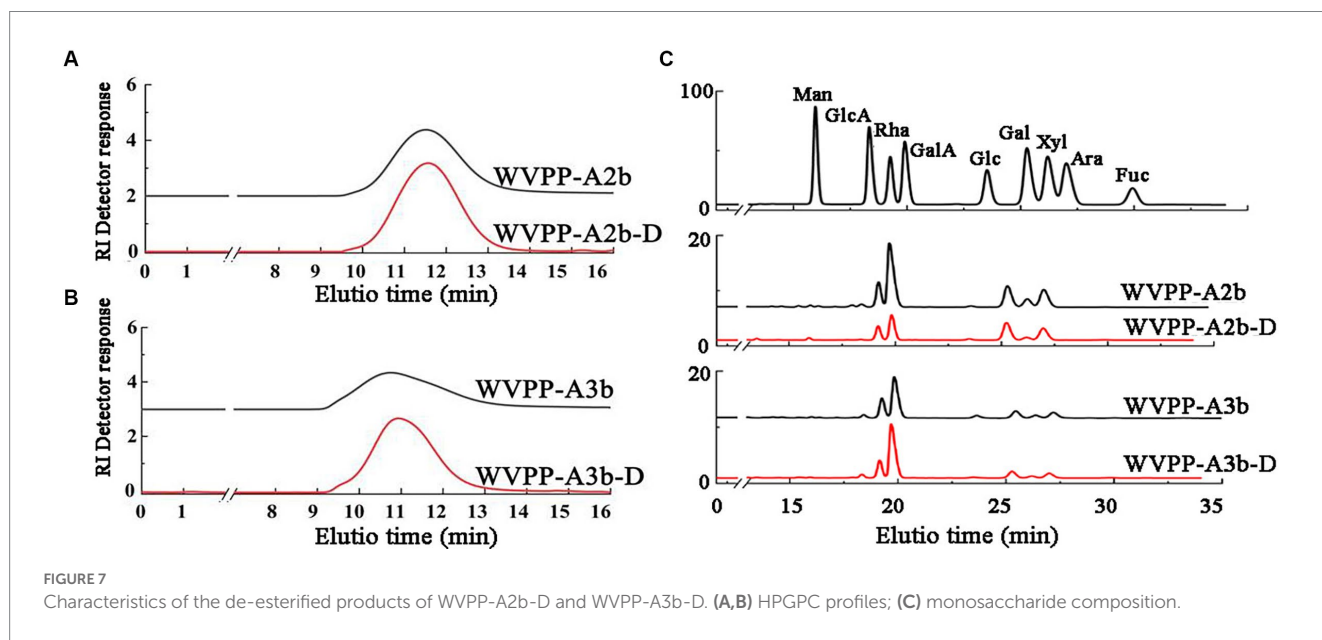 A
RI Detector response
6
4
2
0
WVPP-A2b
WVPP-A2b-D
0 1 8 9 10 11 12 13 14 15 16
Elutio time (min)
B
RI Detector response
6
4
2
0
WVPP-A3b
WVPP-A3b-D
0 1 8 9 10 11 12 13 14 15 16
Elutio time (min)
C
100
0
Man
GlcA
Rha
GalA
Glc
Gal
Xyl
Ara
Fuc
20
0
WVPP-A2b
WVPP-A2b-D
20
0
WVPP-A3b
WVPP-A3b-D
0 15 20 25 30 35
Elutio time (min)
FIGURE 7
Characteristics of the de-esterified products of WVPP-A2b-D and WVPP-A3b-D. (A,B) HPGPC profiles; (C) monosaccharide composition.